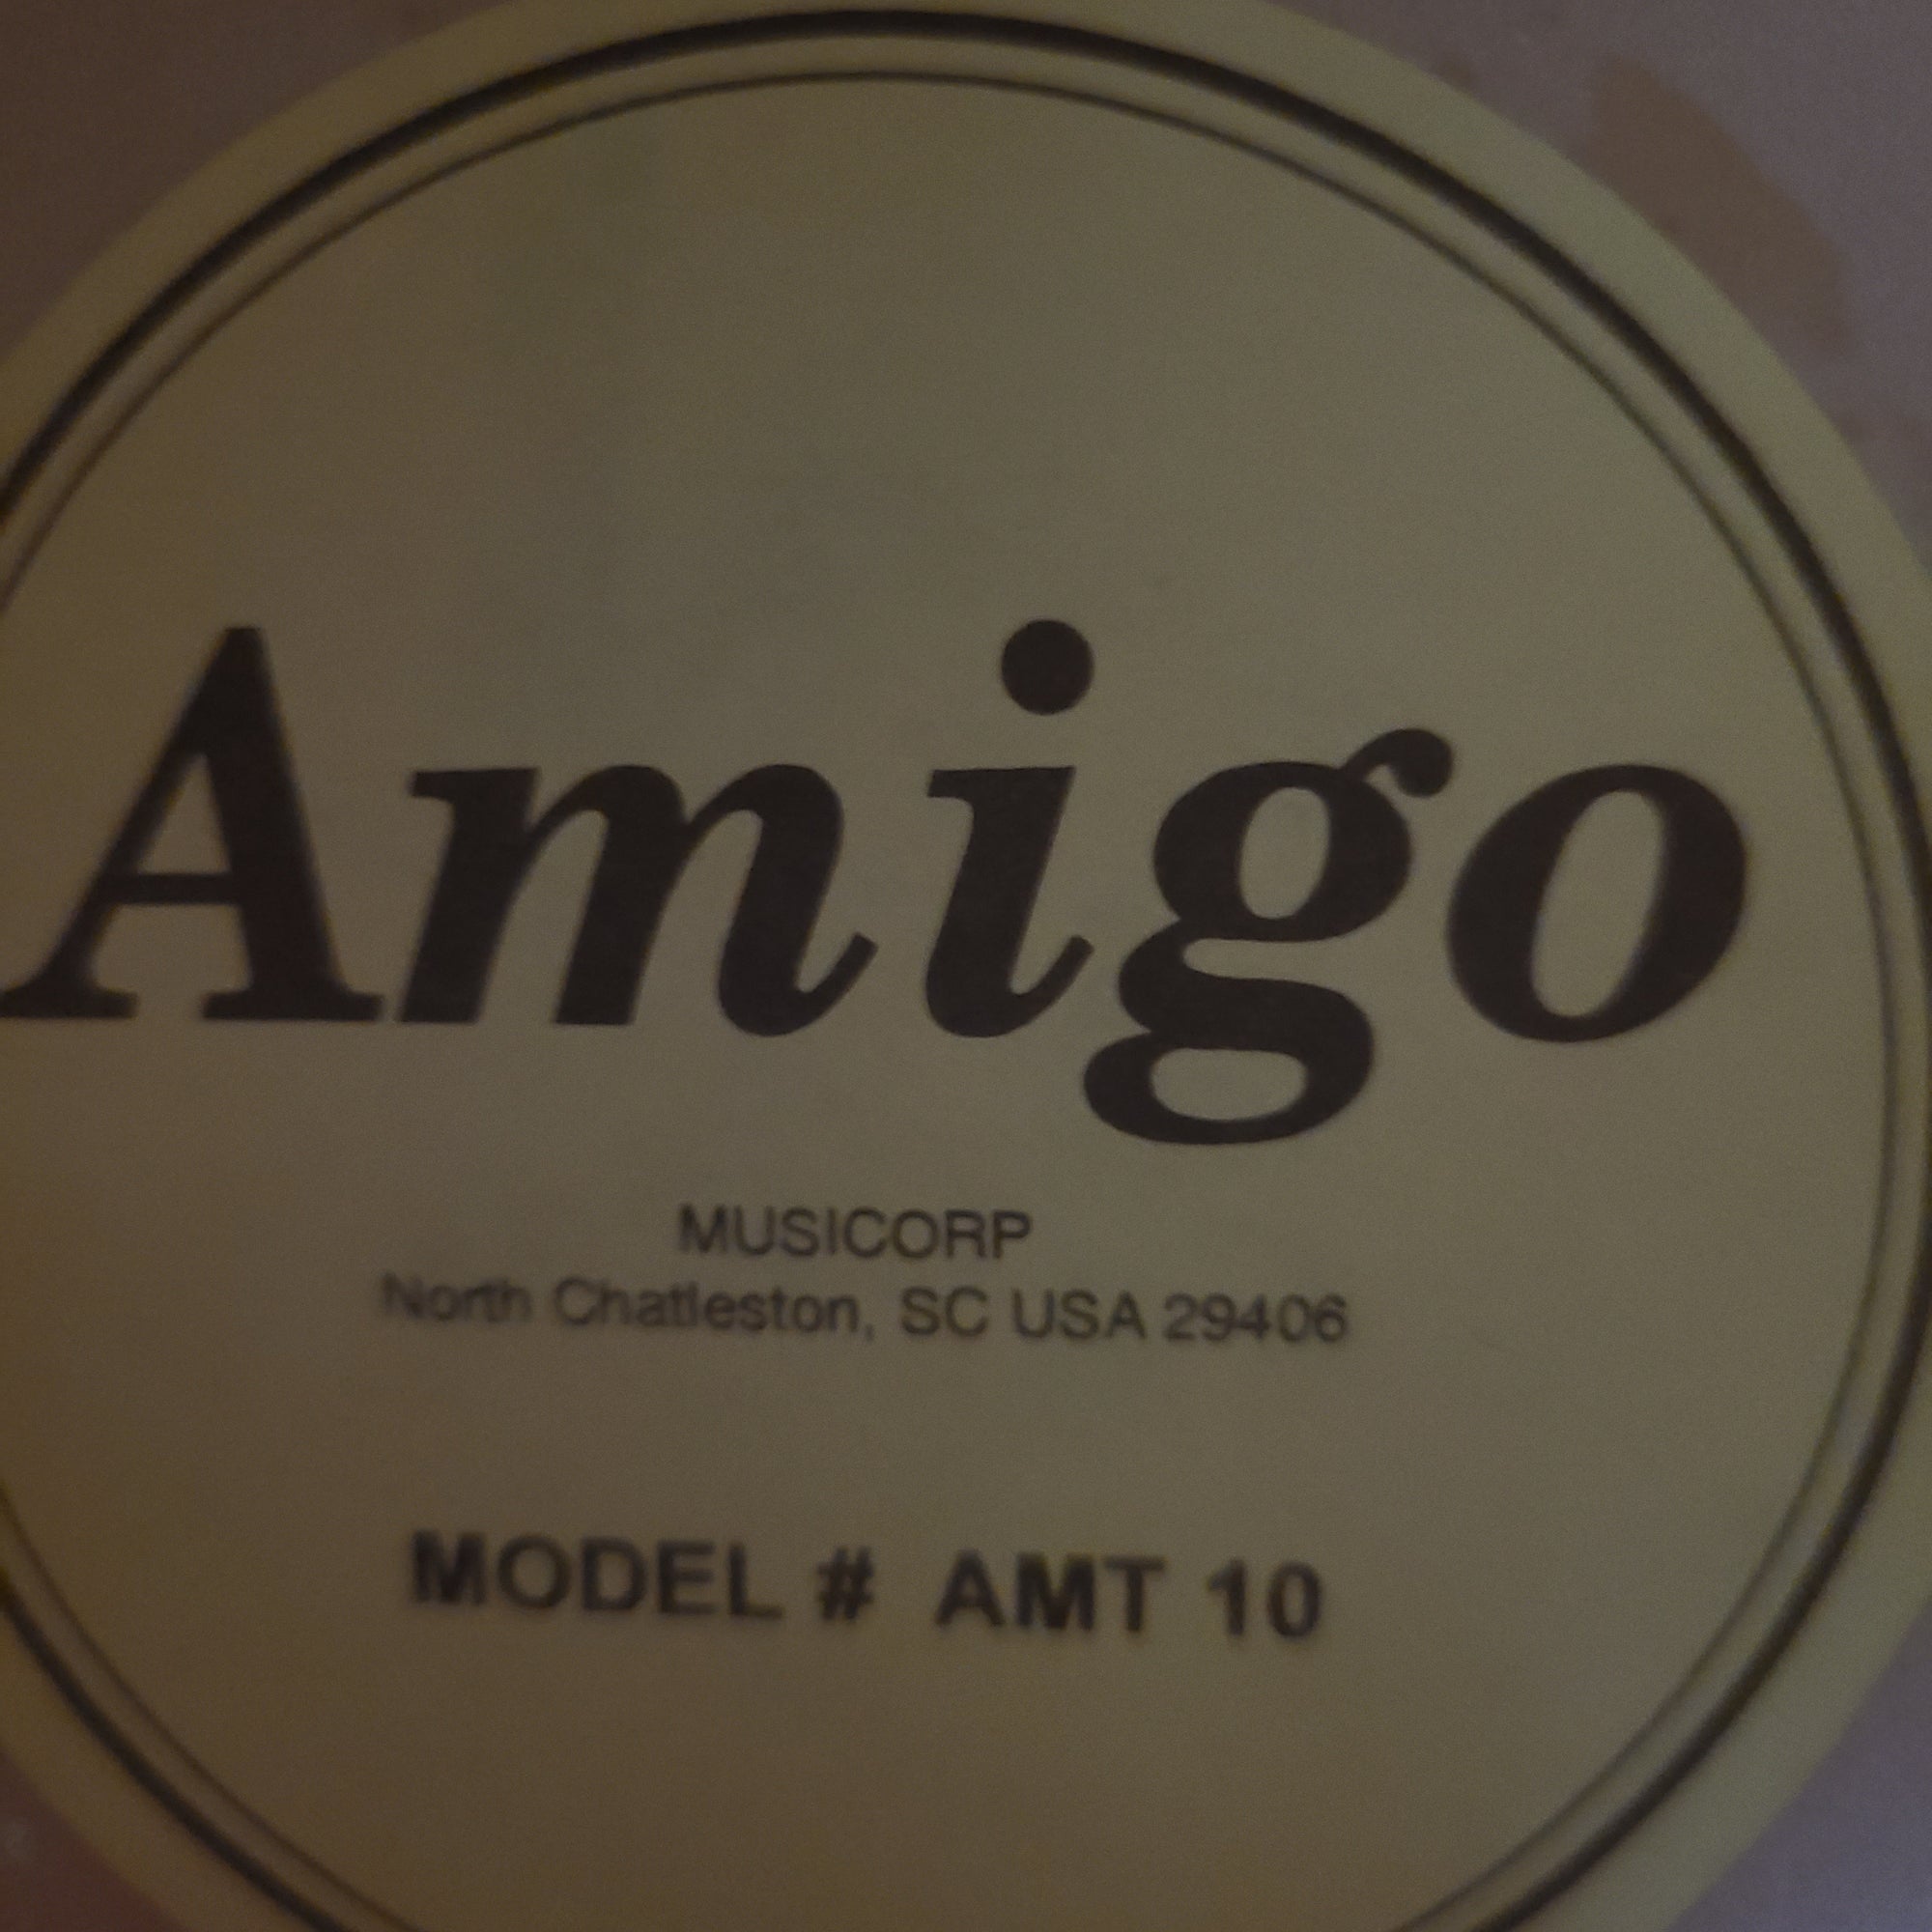 Amigo
MUSICORP
North Chatleston, SC USA 29406
MODEL # AMT 10